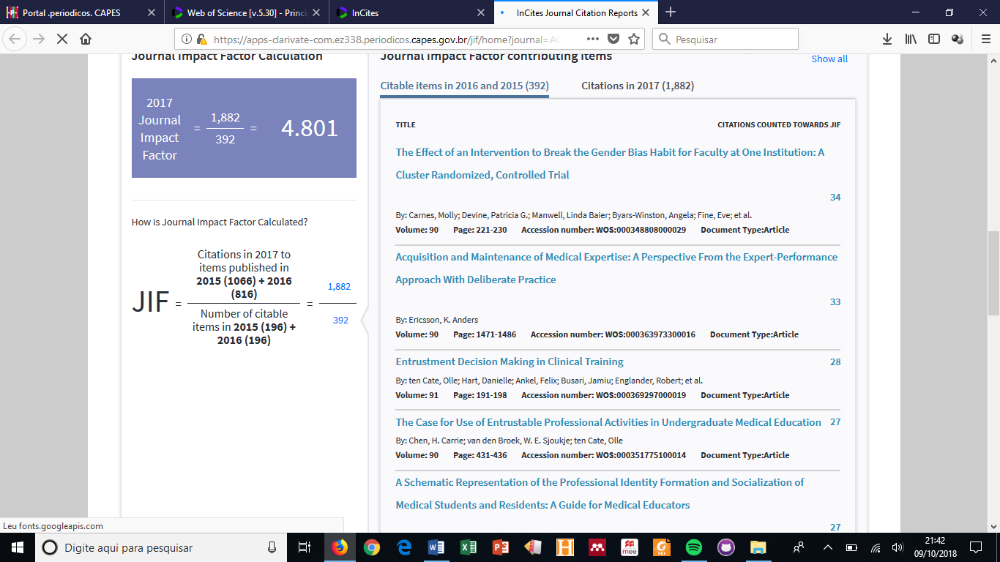 Portal .periodicos. CAPES
Web of Science [v.5.30] - Princi
InCites
InCites Journal Citation Reports
https://apps-clarivate-com.ez338.periodicos.capes.gov.br/jif/home?journal=AC
Pesquisar
Journal Impact Factor Calculation
2017
Journal
Impact
Factor
=
1,882
392
=
4.801
How is Journal Impact Factor Calculated?
JIF =
Citations in 2017 to
items published in
2015 (1066) + 2016
(816)
Number of citable
items in 2015 (196) +
2016 (196)
=
1,882
392
Journal Impact Factor contributing items
Show all
Citable items in 2016 and 2015 (392)
Citations in 2017 (1,882)
TITLE
CITATIONS COUNTED TOWARDS JIF
The Effect of an Intervention to Break the Gender Bias Habit for Faculty at One Institution: A
Cluster Randomized, Controlled Trial
34
By: Carnes, Molly; Devine, Patricia G.; Manwell, Linda Baier; Byars-Winston, Angela; Fine, Eve; et al.
Volume: 90 Page: 221-230 Accession number: WOS:000348808000029 Document Type:Article
Acquisition and Maintenance of Medical Expertise: A Perspective From the Expert-Performance
Approach With Deliberate Practice
33
By: Ericsson, K. Anders
Volume: 90 Page: 1471-1486 Accession number: WOS:000363973300016 Document Type:Article
Entrustment Decision Making in Clinical Training 28
By: ten Cate, Olle; Hart, Danielle; Ankel, Felix; Busari, Jamiu; Englander, Robert; et al.
Volume: 91 Page: 191-198 Accession number: WOS:000369297000019 Document Type:Article
The Case for Use of Entrustable Professional Activities in Undergraduate Medical Education 27
By: Chen, H. Carrie; van den Broek, W. E. Sjoukje; ten Cate, Olle
Volume: 90 Page: 431-436 Accession number: WOS:000351775100014 Document Type:Article
A Schematic Representation of the Professional Identity Formation and Socialization of
Medical Students and Residents: A Guide for Medical Educators
27
Leu fonts.googleapis.com
Digite aqui para pesquisar
mee
PDF
21:42
09/10/2018